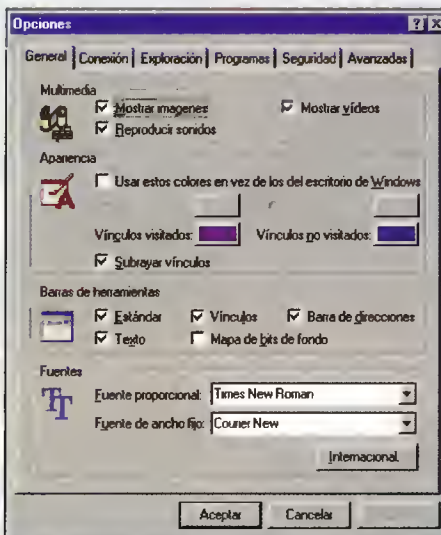 Opciones
General Conexión Exploración Programas Seguridad Avanzadas
Multimedia
Mostrar imagenes Mostrar vídeos
Reproducir sonidos
Apariencia
Usar estos colores en vez de los del escritorio de Windows
Vínculos visitados: Vínculos no visitados:
Subrayar vínculos
Barras de herramientas
Estándar Vínculos Barra de direcciones
Texto Mapa de bits de fondo
Fuentes
Fuente proporcional: Times New Roman
Fuente de ancho fijo: Courier New
Internacional.
Aceptar Cancelar